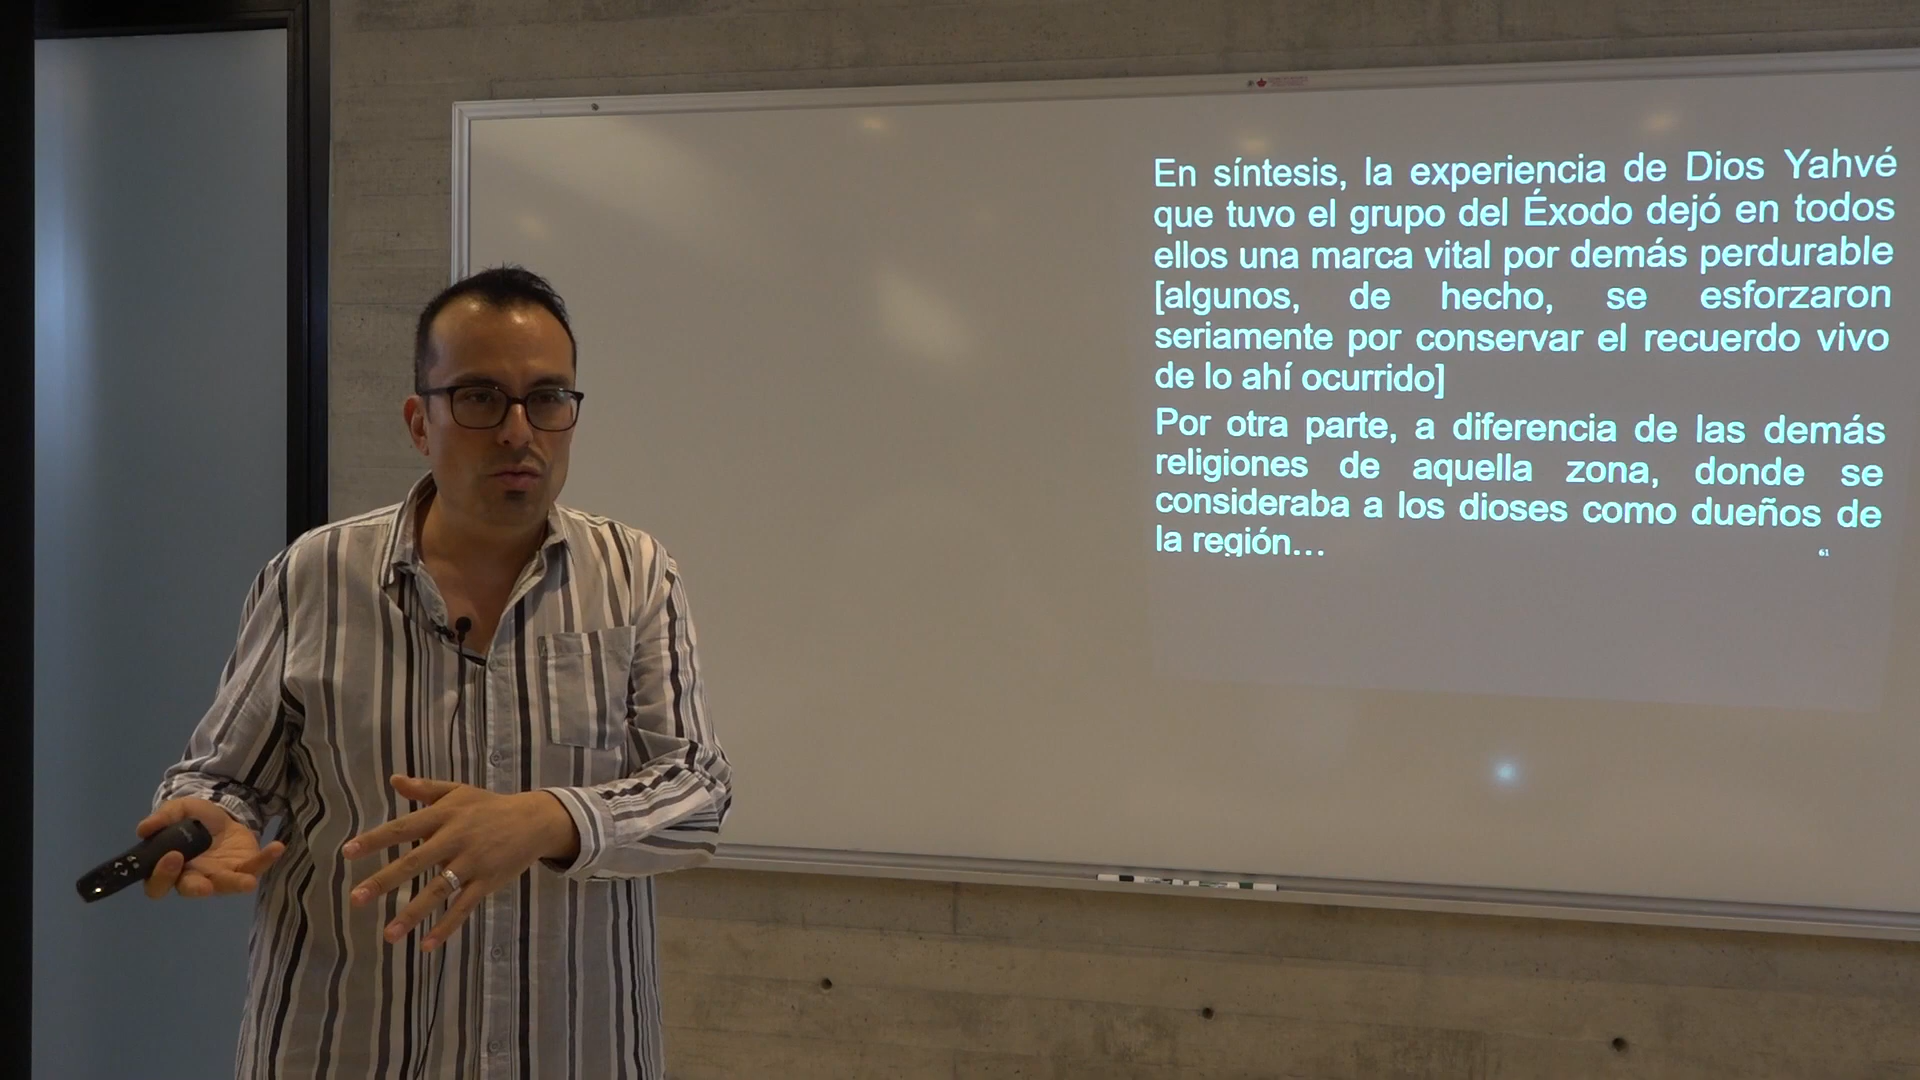 En síntesis, la experiencia de Dios Yahvé
que tuvo el grupo del Éxodo dejó en todos
ellos una marca vital por demás perdurable
[algunos, de hecho, se esforzaron
seriamente por conservar el recuerdo vivo
de lo ahí ocurrido]
Por otra parte, a diferencia de las demás
religiones de aquella zona, donde se
consideraba a los dioses como dueños de
la región…
61